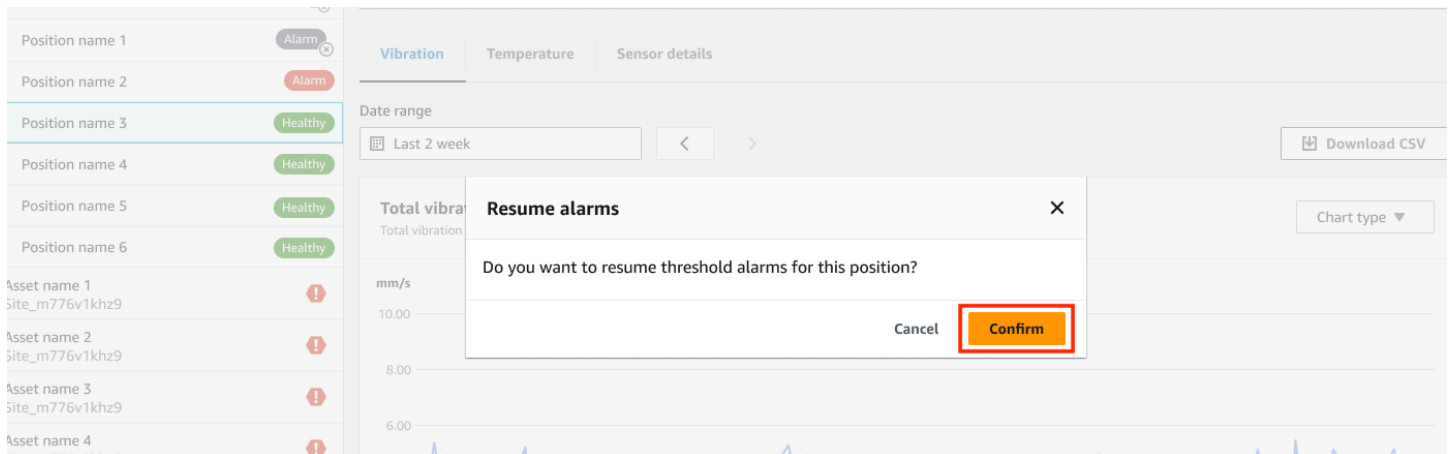 Position name 1
Alarm
Position name 2
Alarm
Position name 3
Healthy
Position name 4
Healthy
Position name 5
Healthy
Position name 6
Healthy
Asset name 1
Site_m776v1khz9
Asset name 2
Site_m776v1khz9
Asset name 3
Site_m776v1khz9
Asset name 4
Vibration
Temperature
Sensor details
Date range
Last 2 week
Download CSV
Total vibra
Total vibration
Chart type
Resume alarms
Do you want to resume threshold alarms for this position?
Cancel
Confirm
mm/s
10.00
8.00
6.00